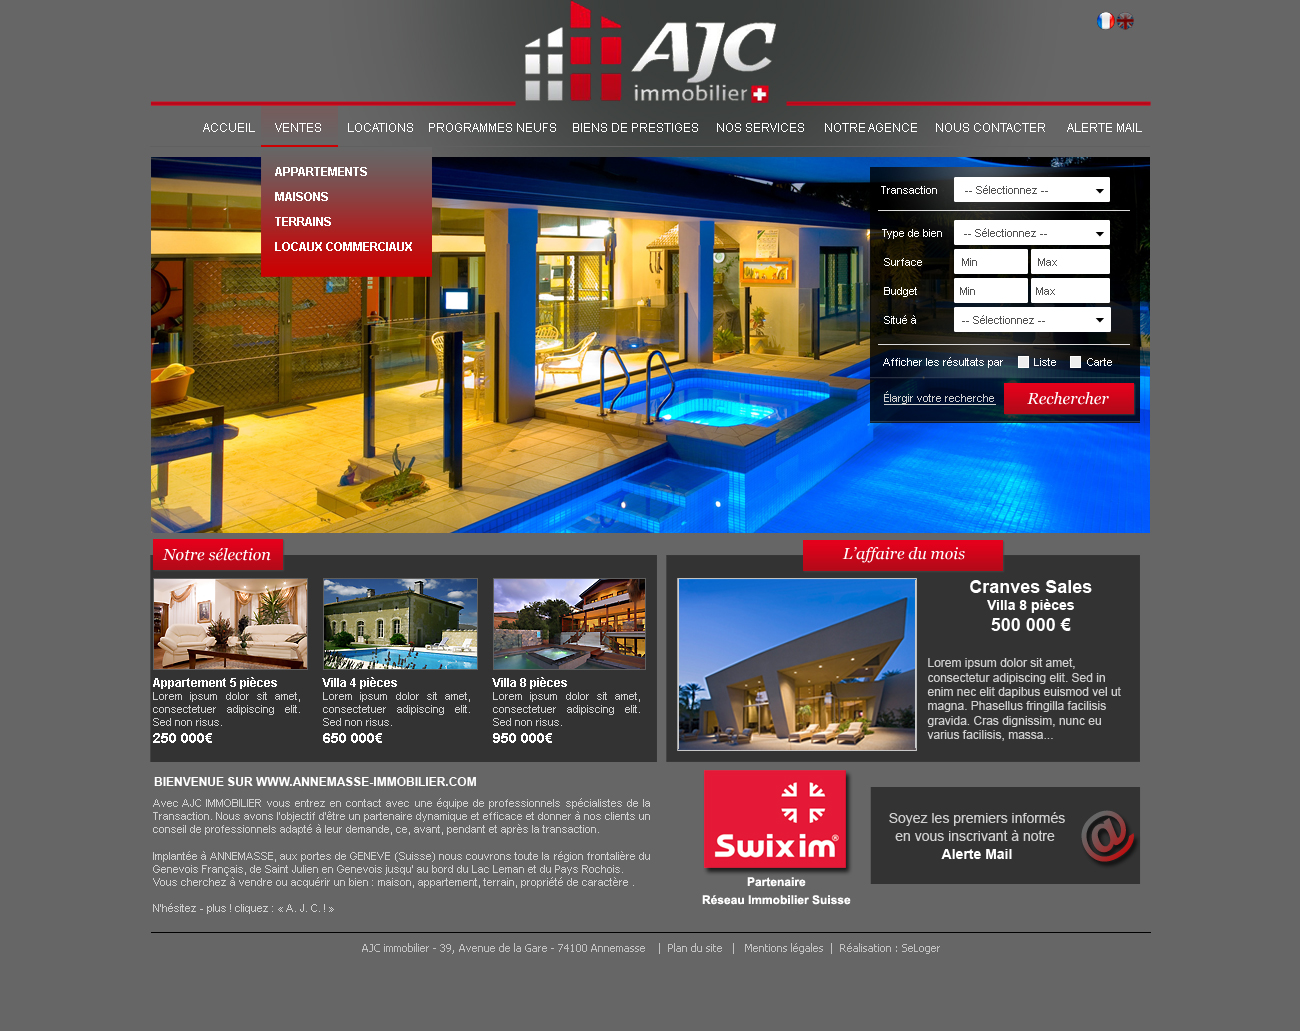 AJC
immobilier
ACCUEIL VENTES LOCATIONS PROGRAMMES NEUFS BIENS DE PRESTIGES NOS SERVICES NOTRE AGENCE NOUS CONTACTER ALERTE MAIL
APPARTEMENTS
MAISONS
TERRAINS
LOCAUX COMMERCIAUX
Transaction -- Sélectionnez --
Type de bien -- Sélectionnez --
Surface Min Max
Budget Min Max
Situé à -- Sélectionnez --
Afficher les résultats par Liste Carte
Élargir votre recherche Rechercher
Notre sélection
Appartement 5 pièces
Lorem ipsum dolor sit amet,
consectetuer adipiscing elit.
Sed non risus.
250 000€
Villa 4 pièces
Lorem ipsum dolor sit amet,
consectetuer adipiscing elit.
Sed non risus.
650 000€
Villa 8 pièces
Lorem ipsum dolor sit amet,
consectetuer adipiscing elit.
Sed non risus.
950 000€
L'affaire du mois
Cranves Sales
Villa 8 pièces
500 000 €
Lorem ipsum dolor sit amet,
consectetur adipiscing elit. Sed in
enim nec elit dapibus euismod vel ut
magna. Phasellus fringilla facilisis
gravida. Cras dignissim, nunc eu
varius facilisis, massa...
BIENVENUE SUR WWW.ANNEMASSE-IMMOBILIER.COM
Avec AJC IMMOBILIER vous entrez en contact avec une équipe de professionnels spécialistes de la
Transaction. Nous avons l'objectif d'être un partenaire dynamique et efficace et donner à nos clients un
conseil de professionnels adapté à leur demande, ce, avant, pendant et après la transaction.
Implantée à ANNEMASSE, aux portes de GENEVE (Suisse) nous couvrons toute la région frontalière du
Genevois Français, de Saint Julien en Genevois jusqu' au bord du Lac Leman et du Pays Rochois.
Vous cherchez à vendre ou acquérir un bien : maison, appartement, terrain, propriété de caractère .
N'hésitez - plus ! cliquez : « A. J. C. ! »
Swixim®
Partenaire
Réseau Immobilier Suisse
Soyez les premiers informés
en vous inscrivant à notre
Alerte Mail
@
AJC immobilier - 39, Avenue de la Gare - 74100 Annemasse | Plan du site | Mentions légales | Réalisation : SeLoger